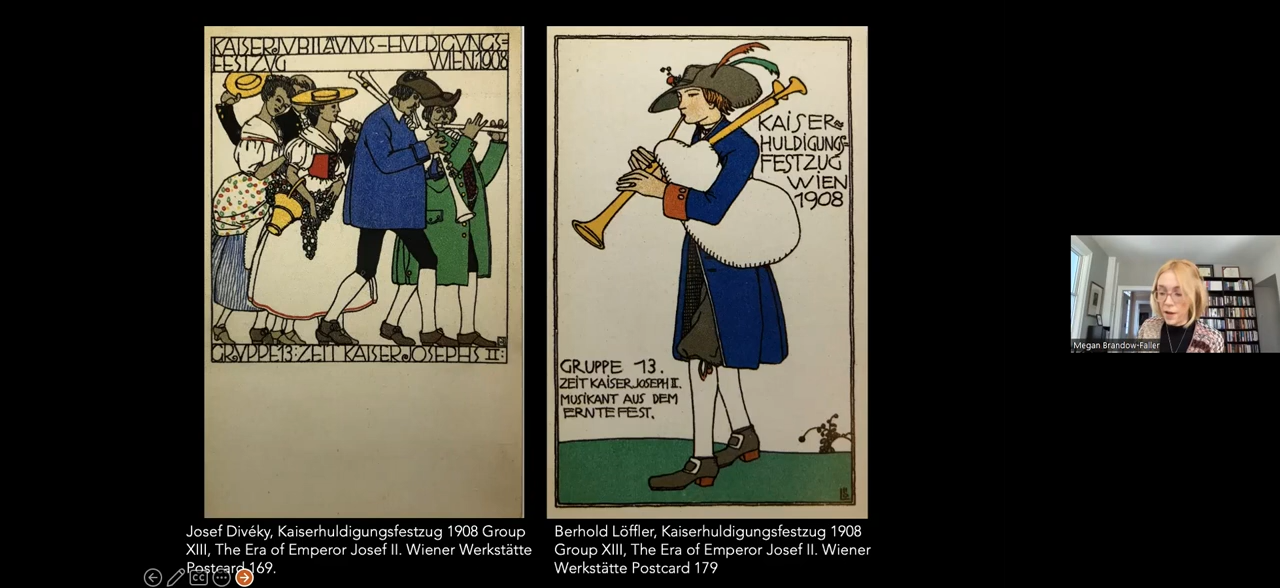 KAISERJVBILÄVMS-HVLDIGVNGS=
FESTZVG WIEN:1908
GRVPPE 13: ZEIT KAISER JOSEPHS II:
KAISER=
HULDIGUNGS=
FESTZUG
WIEN
1908
GRUPPE 13.
ZEIT KAISER JOSEPH II.
MUSIKANT AUS DEM
ERNTEFEST.
Josef Divéky, Kaiserhuldigungsfestzug 1908 Group
XIII, The Era of Emperor Josef II. Wiener Werkstätte
Postcard 169.
Berhold Löffler, Kaiserhuldigungsfestzug 1908
Group XIII, The Era of Emperor Josef II. Wiener
Werkstätte Postcard 179
CC
Megan Brandow-Faller